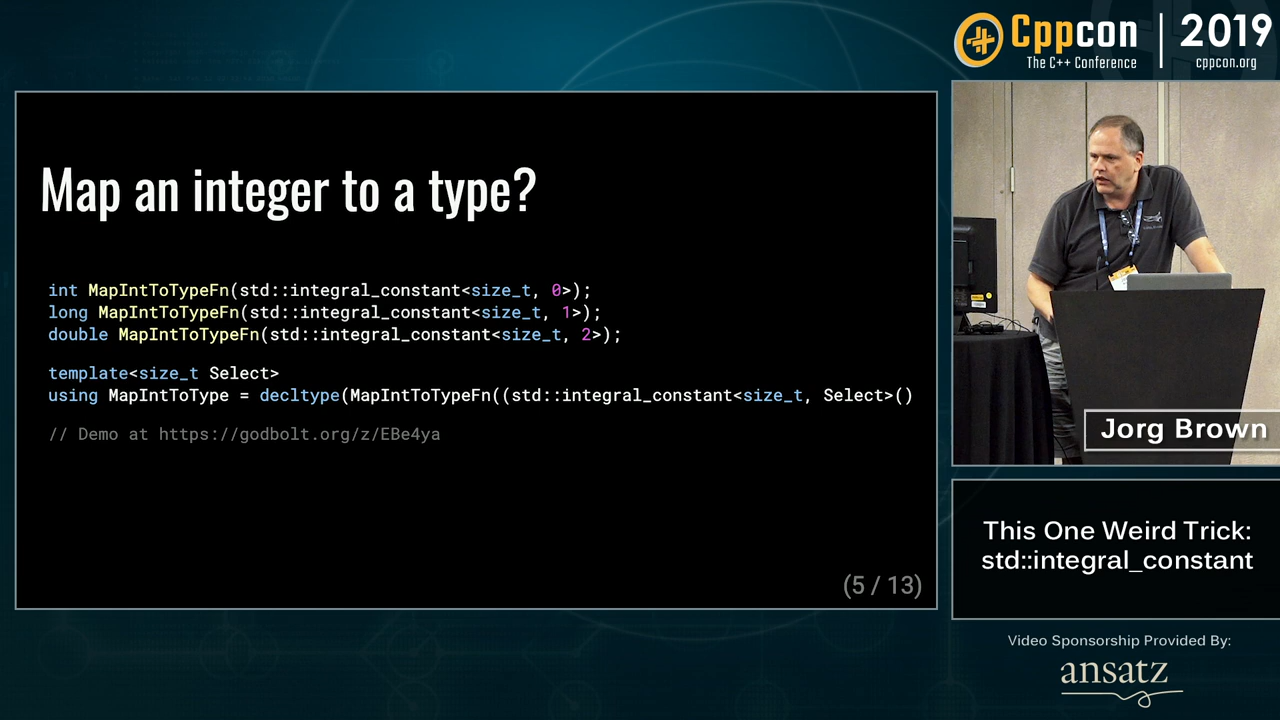 Cppcon | 2019
The C++ Conference
cppcon.org
Map an integer to a type?
int MapIntToTypeFn(std::integral_constant<size_t, 0>);
long MapIntToTypeFn(std::integral_constant<size_t, 1>);
double MapIntToTypeFn(std::integral_constant<size_t, 2>);
template<size_t Select>
using MapIntToType = decltype(MapIntToTypeFn((std::integral_constant<size_t, Select>()
// Demo at https://godbolt.org/z/EBe4ya
(5 / 13)
Jorg Brown
This One Weird Trick:
std::integral_constant
Video Sponsorship Provided By:
ansatz